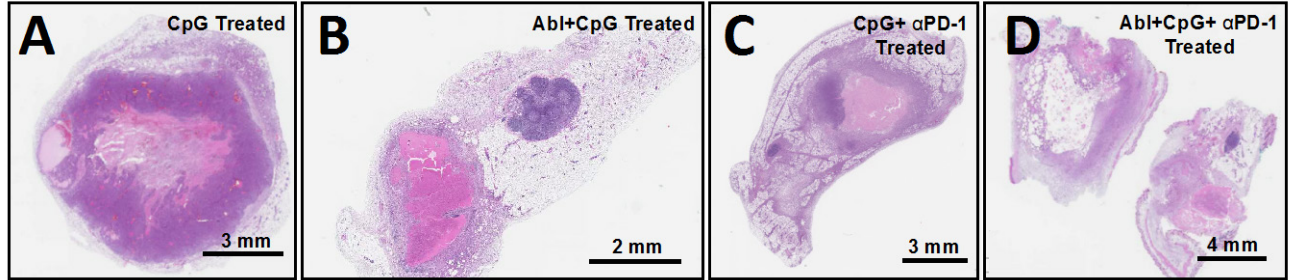 A
CpG Treated
3 mm
B
Abl+CpG Treated
2 mm
C
CpG+ αPD-1
Treated
3 mm
D
Abl+CpG+ αPD-1
Treated
4 mm